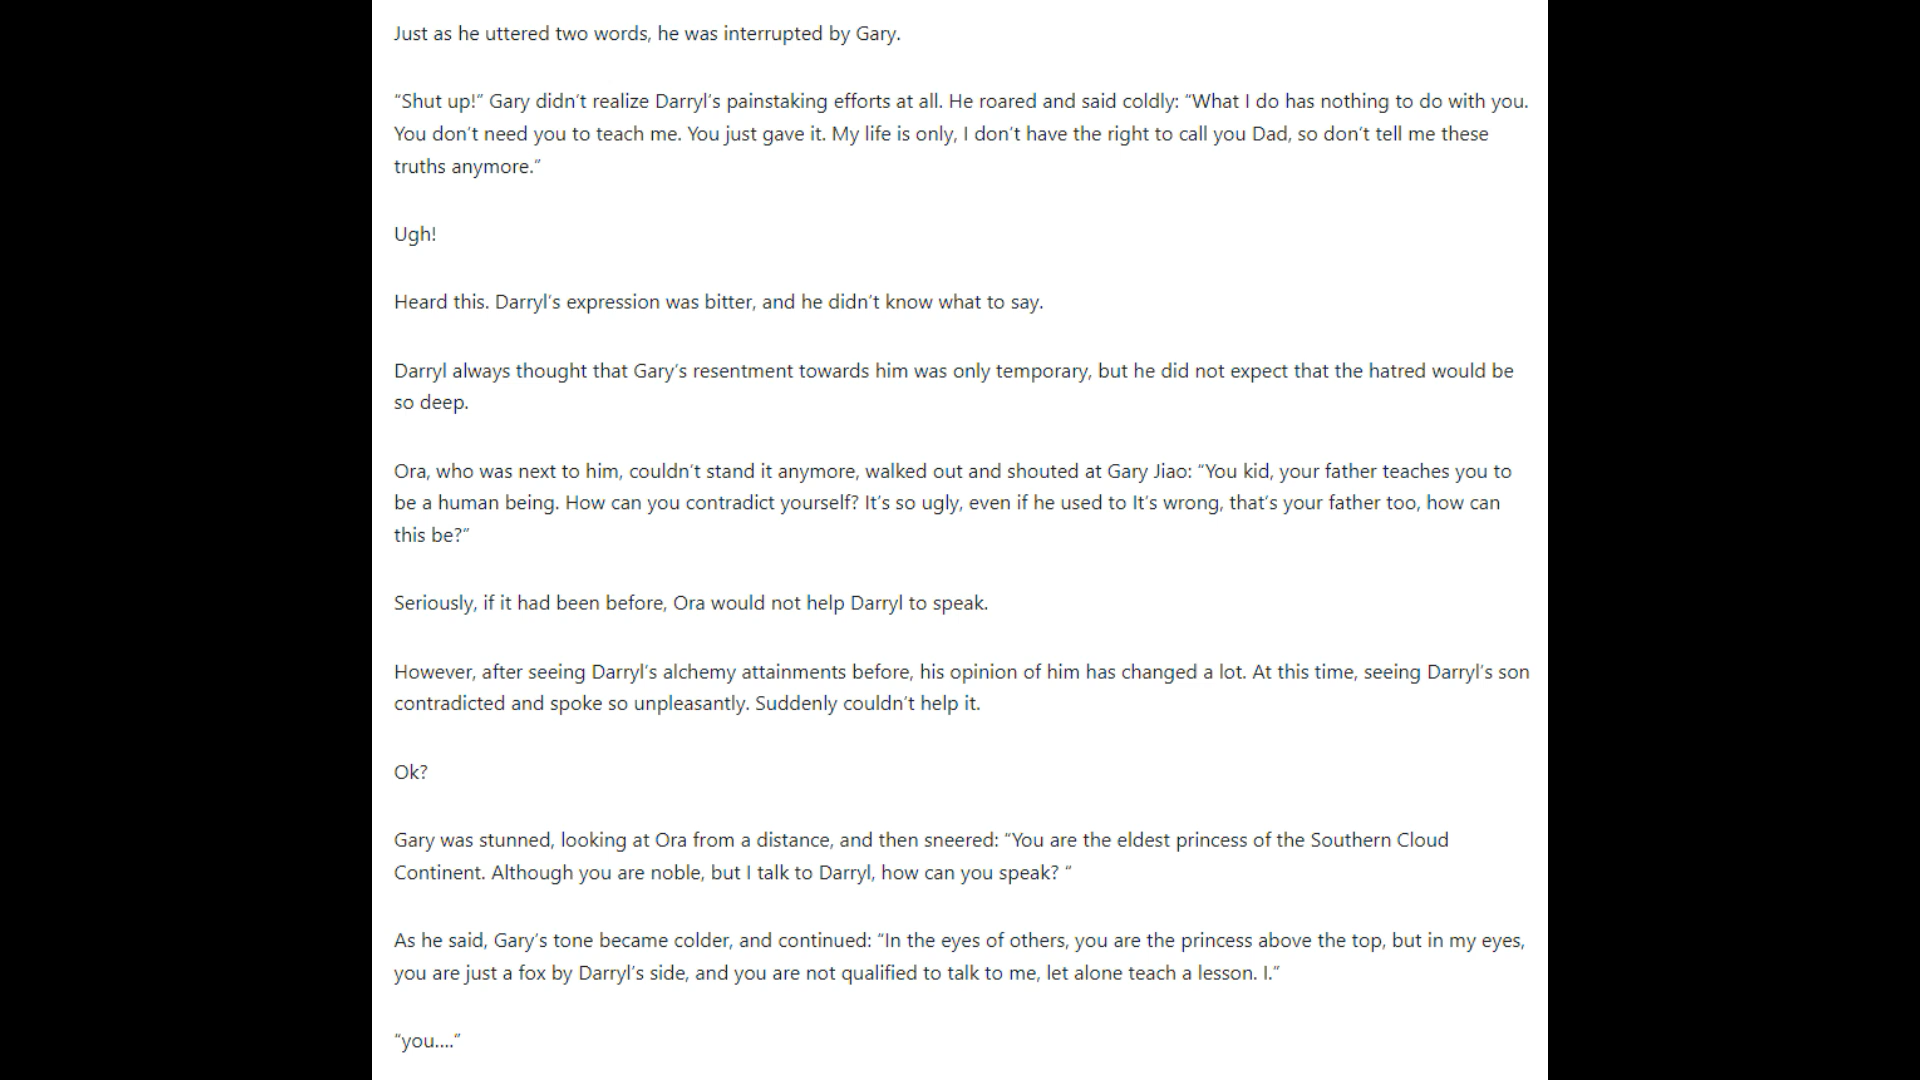 Just as he uttered two words, he was interrupted by Gary.
“Shut up!” Gary didn’t realize Darryl’s painstaking efforts at all. He roared and said coldly: “What I do has nothing to do with you.
You don’t need you to teach me. You just gave it. My life is only, I don’t have the right to call you Dad, so don’t tell me these
truths anymore.”
Ugh!
Heard this. Darryl’s expression was bitter, and he didn’t know what to say.
Darryl always thought that Gary’s resentment towards him was only temporary, but he did not expect that the hatred would be
so deep.
Ora, who was next to him, couldn’t stand it anymore, walked out and shouted at Gary Jiao: “You kid, your father teaches you to
be a human being. How can you contradict yourself? It’s so ugly, even if he used to It’s wrong, that’s your father too, how can
this be?”
Seriously, if it had been before, Ora would not help Darryl to speak.
However, after seeing Darryl’s alchemy attainments before, his opinion of him has changed a lot. At this time, seeing Darryl’s son
contradicted and spoke so unpleasantly. Suddenly couldn’t help it.
Ok?
Gary was stunned, looking at Ora from a distance, and then sneered: “You are the eldest princess of the Southern Cloud
Continent. Although you are noble, but I talk to Darryl, how can you speak? “
As he said, Gary’s tone became colder, and continued: “In the eyes of others, you are the princess above the top, but in my eyes,
you are just a fox by Darryl’s side, and you are not qualified to talk to me, let alone teach a lesson. I.”
“you....”